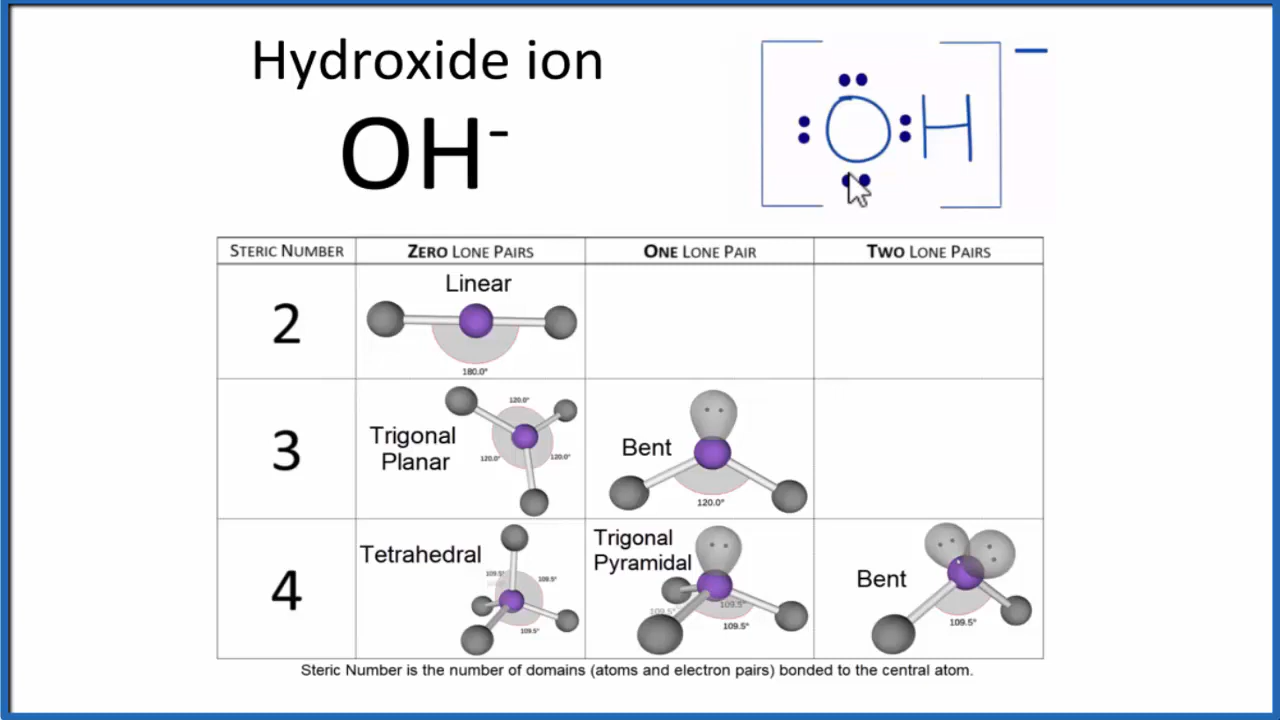 Hydroxide ion
OH⁻
O H −
STERIC NUMBER ZERO LONE PAIRS ONE LONE PAIR TWO LONE PAIRS
2
Linear
180.0°
3
Trigonal
Planar
120.0°
120.0°
120.0°
Bent
120.0°
4
Tetrahedral
109.5°
109.5°
109.5°
Trigonal
Pyramidal
109.5°
109.5°
109.5°
Bent
109.5°
Steric Number is the number of domains (atoms and electron pairs) bonded to the central atom.